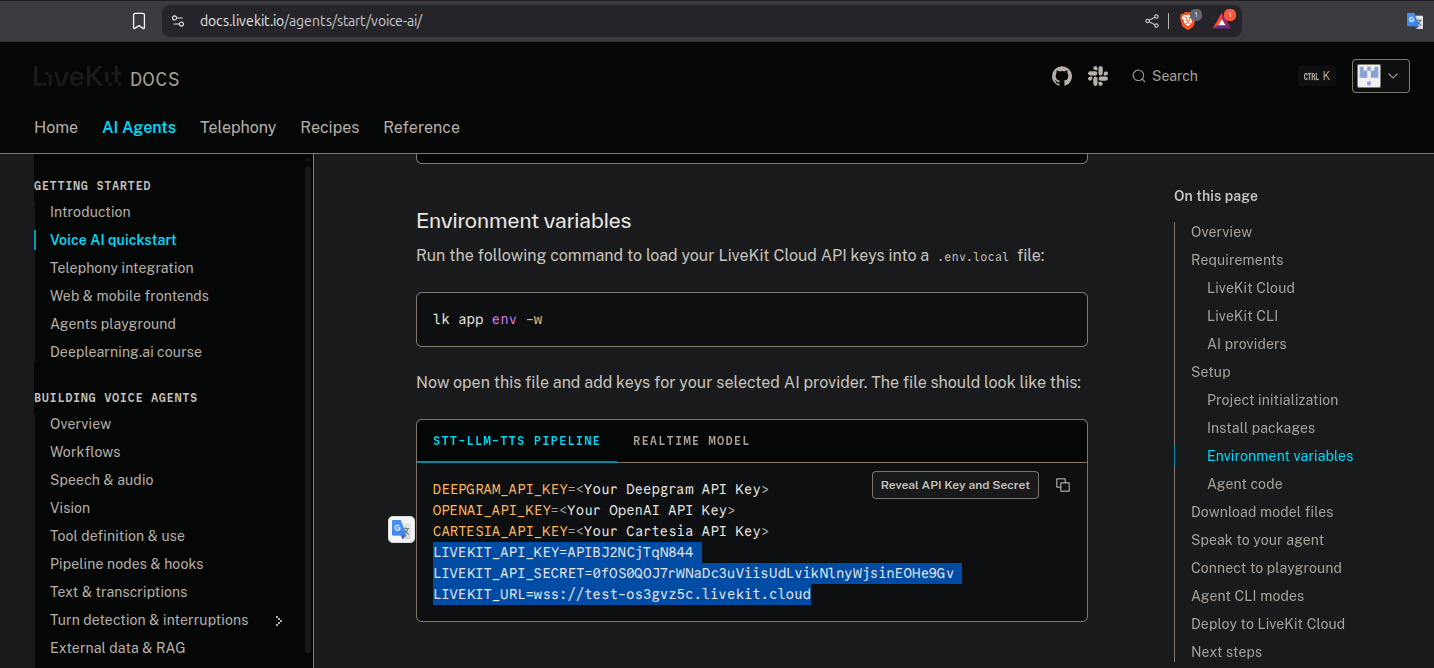 docs.livekit.io/agents/start/voice-ai/
1
1
LiveKit DOCS
Search
CTRL K
Home
AI Agents
Telephony
Recipes
Reference
GETTING STARTED
Introduction
Voice AI quickstart
Telephony integration
Web & mobile frontends
Agents playground
Deeplearning.ai course
BUILDING VOICE AGENTS
Overview
Workflows
Speech & audio
Vision
Tool definition & use
Pipeline nodes & hooks
Text & transcriptions
Turn detection & interruptions
External data & RAG
Environment variables
Run the following command to load your LiveKit Cloud API keys into a .env.local file:
lk app env -w
Now open this file and add keys for your selected AI provider. The file should look like this:
STT-LLM-TTS PIPELINE
REALTIME MODEL
Reveal API Key and Secret
DEEPGRAM_API_KEY=<Your Deepgram API Key>
OPENAI_API_KEY=<Your OpenAI API Key>
CARTESIA_API_KEY=<Your Cartesia API Key>
LIVEKIT_API_KEY=APIBJ2NCjTqN844
LIVEKIT_API_SECRET=0fOS0QOJ7rWNaDc3uViisUdLvikNlnyWjsinEOHe9Gv
LIVEKIT_URL=wss://test-os3gvz5c.livekit.cloud
On this page
Overview
Requirements
LiveKit Cloud
LiveKit CLI
AI providers
Setup
Project initialization
Install packages
Environment variables
Agent code
Download model files
Speak to your agent
Connect to playground
Agent CLI modes
Deploy to LiveKit Cloud
Next steps